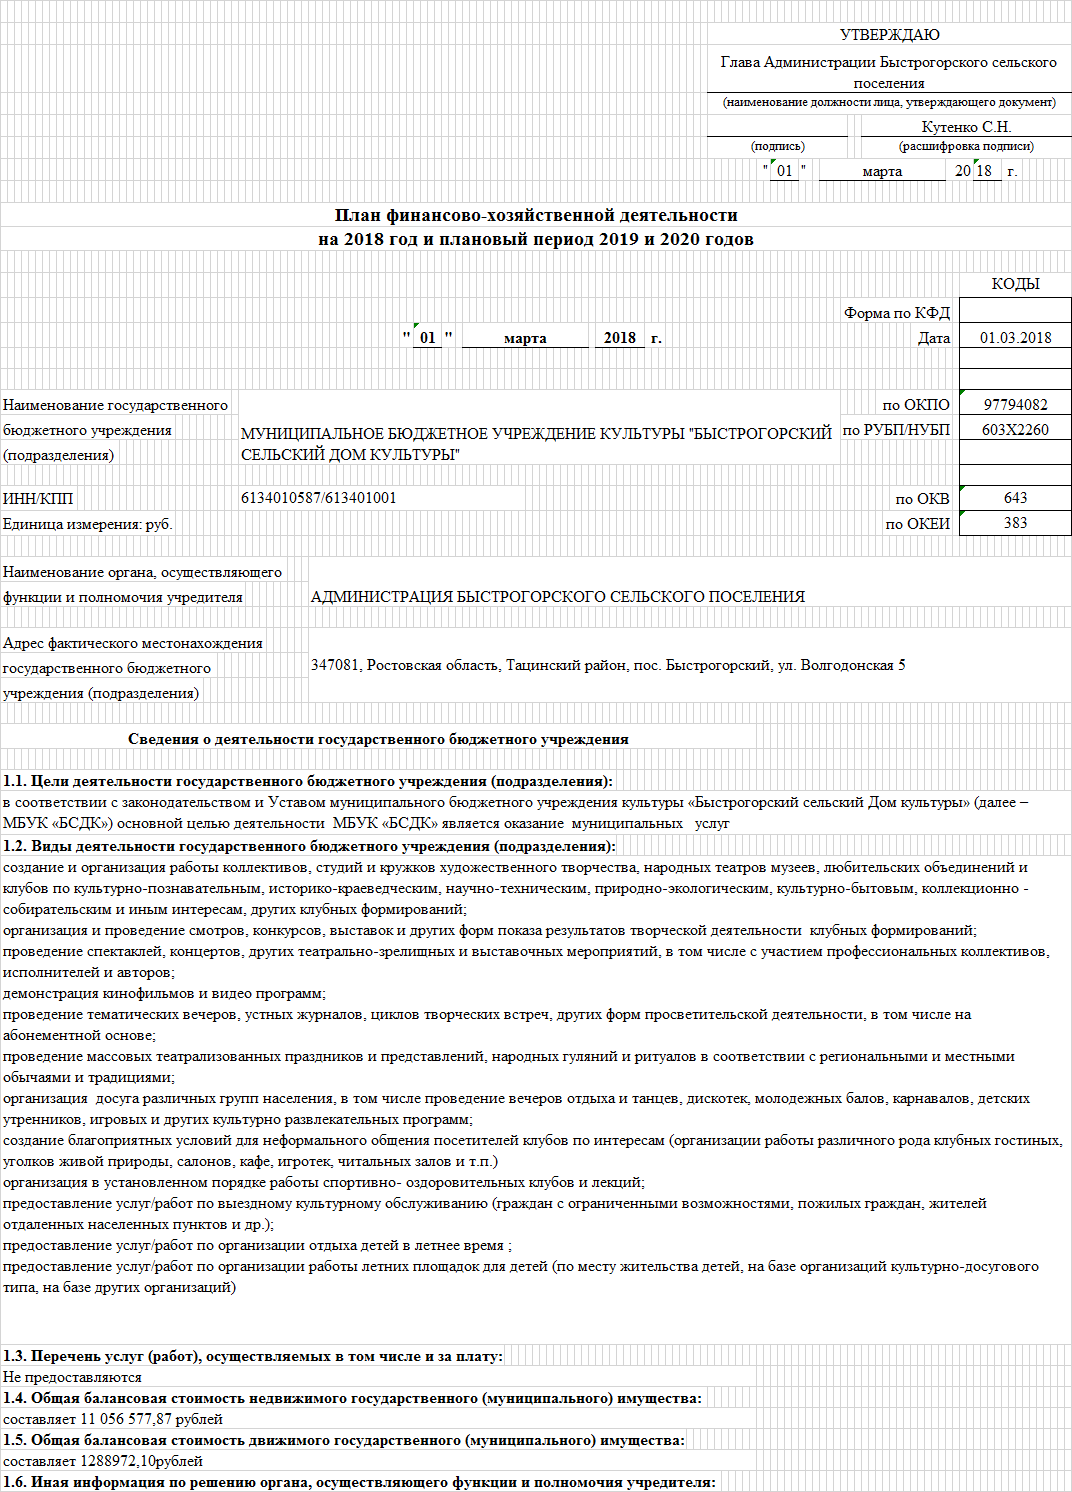 УТВЕРЖДАЮ
Глава Администрации Быстрогорского сельского
поселения
(наименование должности лица, утверждающего документ)
Кутенко С.Н.
(подпись) (расшифровка подписи)
" 01 " марта 20 18 г.
План финансово-хозяйственной деятельности
на 2018 год и плановый период 2019 и 2020 годов
КОДЫ
Форма по КФД
" 01 " марта 2018 г. Дата 01.03.2018
Наименование государственного по ОКПО 97794082
бюджетного учреждения МУНИЦИПАЛЬНОЕ БЮДЖЕТНОЕ УЧРЕЖДЕНИЕ КУЛЬТУРЫ "БЫСТРОГОРСКИЙ по РУБП/НУБП 603Х2260
(подразделения) СЕЛЬСКИЙ ДОМ КУЛЬТУРЫ"
ИНН/КПП 6134010587/613401001 по ОКВ 643
Единица измерения: руб. по ОКЕИ 383
Наименование органа, осуществляющего
функции и полномочия учредителя АДМИНИСТРАЦИЯ БЫСТРОГОРСКОГО СЕЛЬСКОГО ПОСЕЛЕНИЯ
Адрес фактического местонахождения
государственного бюджетного 347081, Ростовская область, Тацинский район, пос. Быстрогорский, ул. Волгодонская 5
учреждения (подразделения)
Сведения о деятельности государственного бюджетного учреждения
1.1. Цели деятельности государственного бюджетного учреждения (подразделения):
в соответствии с законодательством и Уставом муниципального бюджетного учреждения культуры «Быстрогорский сельский Дом культуры» (далее –
МБУК «БСДК») основной целью деятельности  МБУК «БСДК» является оказание  муниципальных   услуг
1.2. Виды деятельности государственного бюджетного учреждения (подразделения):
создание и организация работы коллективов, студий и кружков художественного творчества, народных театров музеев, любительских объединений и
клубов по культурно-познавательным, историко-краеведческим, научно-техническим, природно-экологическим, культурно-бытовым, коллекционно -
собирательским и иным интересам, других клубных формирований;
организация и проведение смотров, конкурсов, выставок и других форм показа результатов творческой деятельности  клубных формирований;
проведение спектаклей, концертов, других театрально-зрелищных и выставочных мероприятий, в том числе с участием профессиональных коллективов,
исполнителей и авторов;
демонстрация кинофильмов и видео программ;
проведение тематических вечеров, устных журналов, циклов творческих встреч, других форм просветительской деятельности, в том числе на
абонементной основе;
проведение массовых театрализованных праздников и представлений, народных гуляний и ритуалов в соответствии с региональными и местными
обычаями и традициями;
организация  досуга различных групп населения, в том числе проведение вечеров отдыха и танцев, дискотек, молодежных балов, карнавалов, детских
утренников, игровых и других культурно развлекательных программ;
создание благоприятных условий для неформального общения посетителей клубов по интересам (организации работы различного рода клубных гостиных,
уголков живой природы, салонов, кафе, игротек, читальных залов и т.п.)
организация в установленном порядке работы спортивно- оздоровительных клубов и лекций;
предоставление услуг/работ по выездному культурному обслуживанию (граждан с ограниченными возможностями, пожилых граждан, жителей
отдаленных населенных пунктов и др.);
предоставление услуг/работ по организации отдыха детей в летнее время ;
предоставление услуг/работ по организации работы летних площадок для детей (по месту жительства детей, на базе организаций культурно-досугового
типа, на базе других организаций)
1.3. Перечень услуг (работ), осуществляемых в том числе и за плату:
Не предоставляются
1.4. Общая балансовая стоимость недвижимого государственного (муниципального) имущества:
составляет 11 056 577,87 рублей
1.5. Общая балансовая стоимость движимого государственного (муниципального) имущества:
составляет 1288972,10рублей
1.6. Иная информация по решению органа, осуществляющего функции и полномочия учредителя: